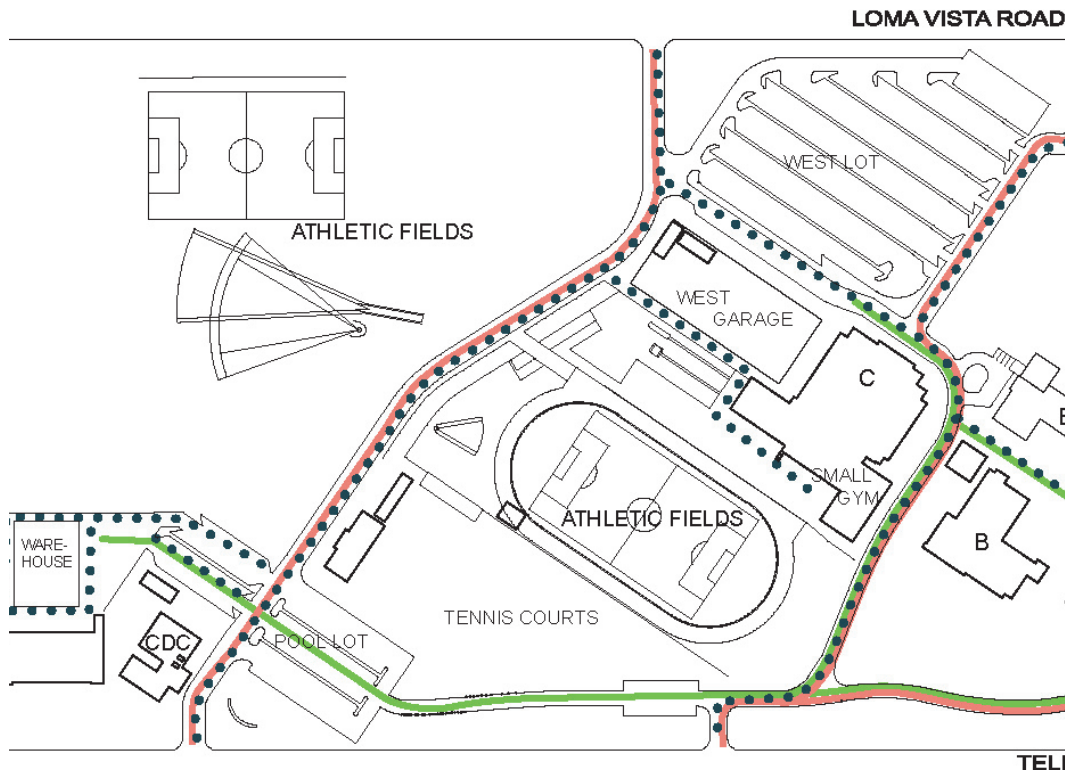 LOMA VISTA ROAD
WEST LOT
ATHLETIC FIELDS
WEST
GARAGE
C
E
SMALL
GYM
ATHLETIC FIELDS
B
WARE-
HOUSE
TENNIS COURTS
CDC
POOL LOT
TELE